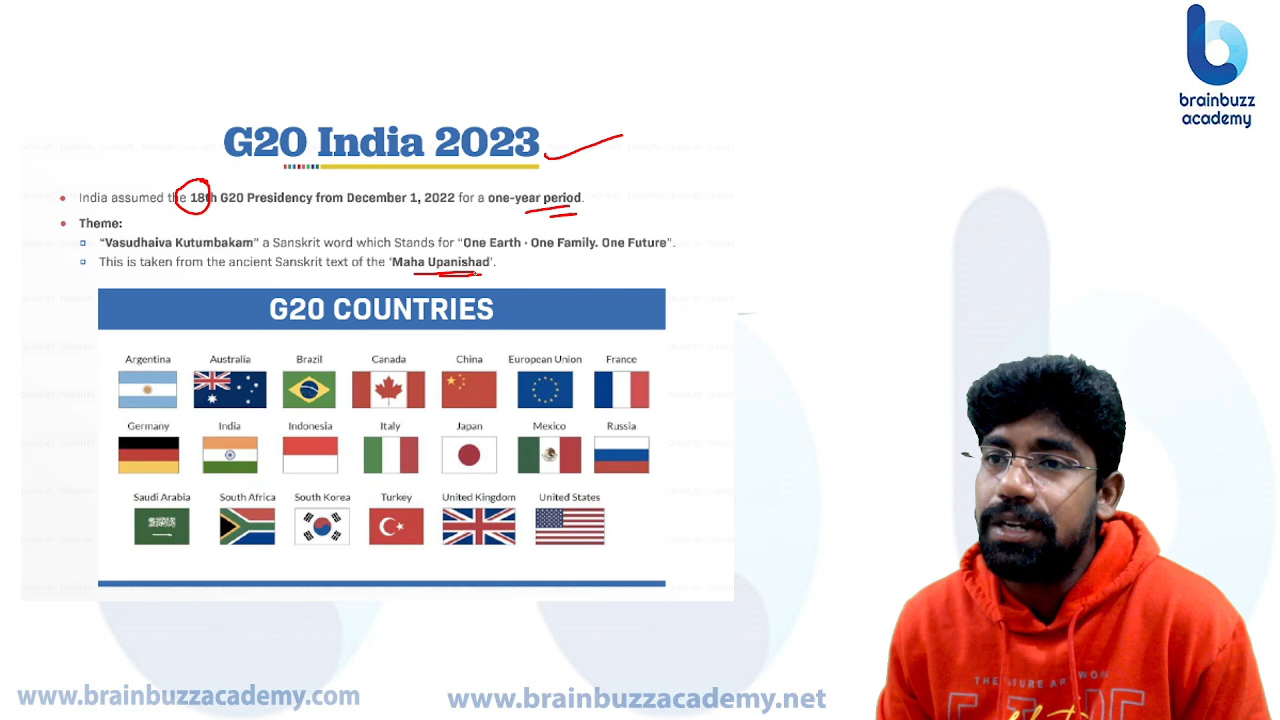 brainbuzz
academy
G20 India 2023
India assumed the 18th G20 Presidency from December 1, 2022 for a one-year period.
Theme:
“Vasudhaiva Kutumbakam” a Sanskrit word which Stands for “One Earth · One Family. One Future”.
This is taken from the ancient Sanskrit text of the ‘Maha Upanishad’.
G20 COUNTRIES
Argentina Australia Brazil Canada China European Union France
Germany India Indonesia Italy Japan Mexico Russia
Saudi Arabia South Africa South Korea Turkey United Kingdom United States
THE FUTURE ARE WOR
www.brainbuzzacademy.com www.brainbuzzacademy.net